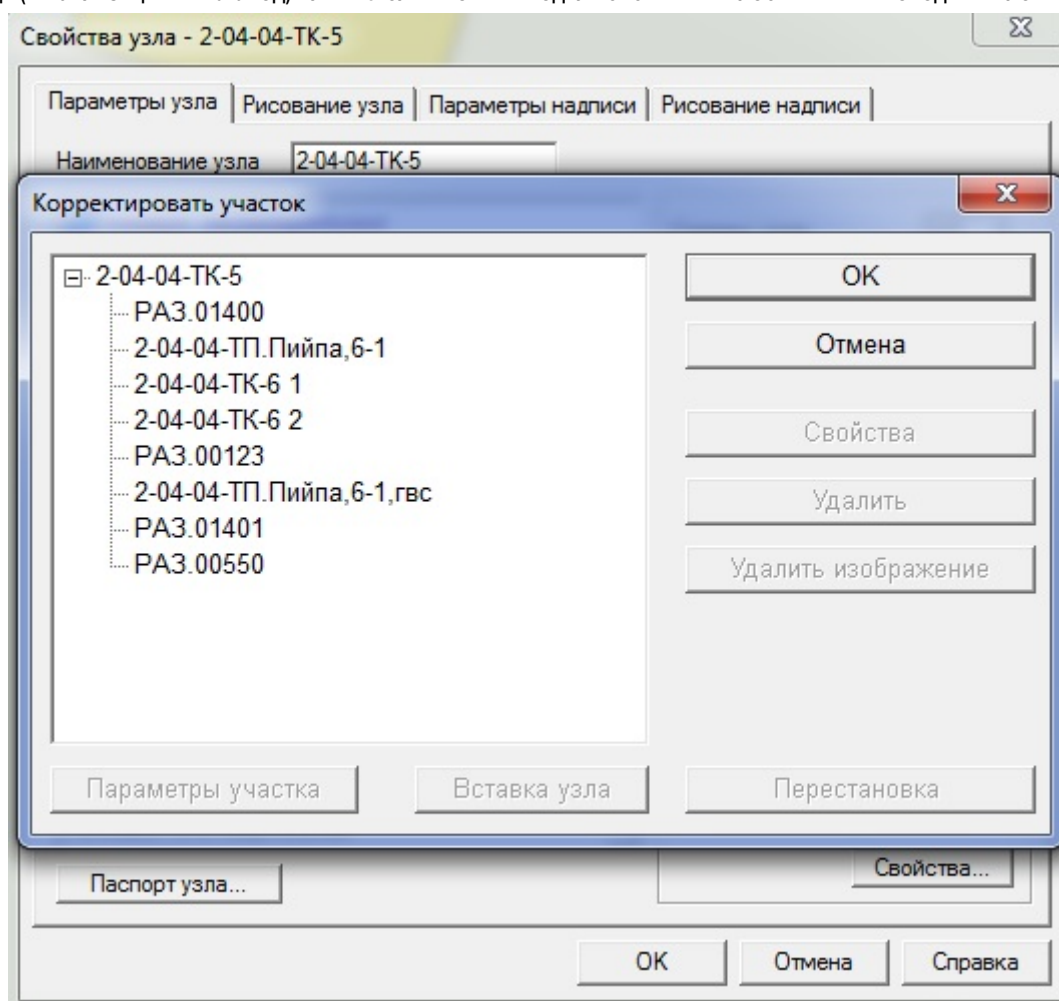 Свойства узла - 2-04-04-ТК-5
Параметры узла Рисование узла Параметры надписи Рисование надписи
Наименование узла 2-04-04-ТК-5
Корректировать участок
2-04-04-ТК-5
РАЗ.01400
2-04-04-ТП.Пийпа,6-1
2-04-04-ТК-6 1
2-04-04-ТК-6 2
РАЗ.00123
2-04-04-ТП.Пийпа,6-1,гвс
РАЗ.01401
РАЗ.00550
OK
Отмена
Свойства
Удалить
Удалить изображение
Параметры участка Вставка узла Перестановка
Паспорт узла... Свойства...
OK Отмена Справка